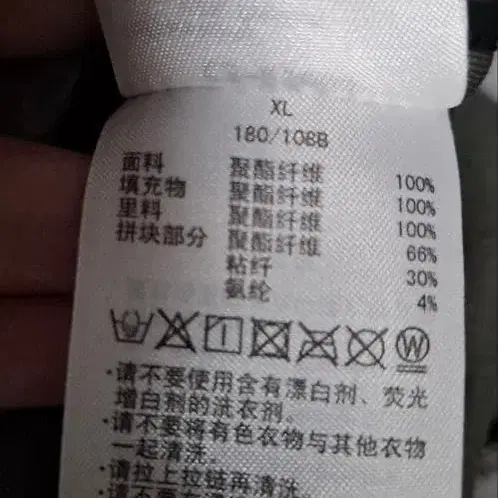 XL
180/108B
面料 聚酯纤维 100%
填充物 聚酯纤维 100%
里料 聚酯纤维 100%
拼块部分 聚酯纤维 66%
粘纤 30%
氨纶 4%
W
·请不要使用含有漂白剂、荧光
增白剂的洗衣剂。
·请不要将有色衣物与其他衣物
一起清洗。
·请拉上拉链再清洗